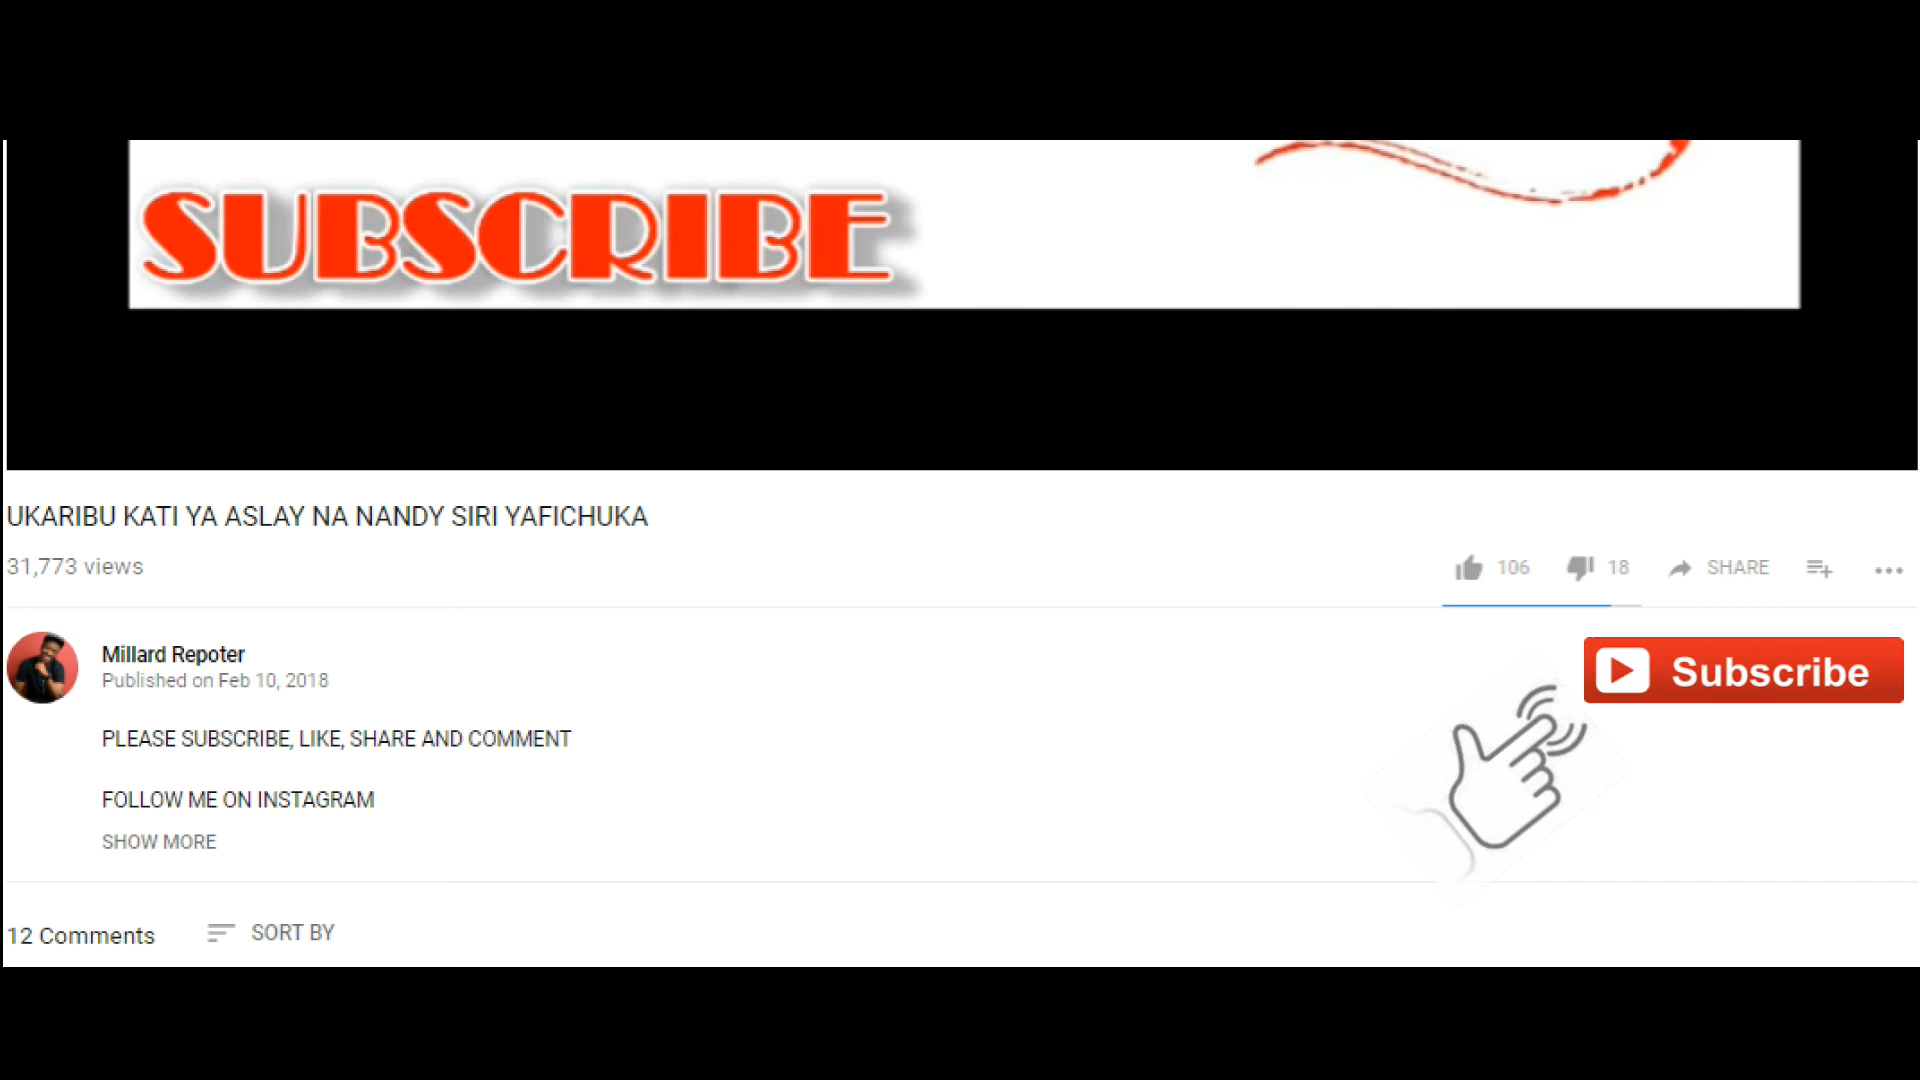 SUBSCRIBE
UKARIBU KATI YA ASLAY NA NANDY SIRI YAFICHUKA
31,773 views
106 18 SHARE
Millard Repoter
Published on Feb 10, 2018
Subscribe
PLEASE SUBSCRIBE, LIKE, SHARE AND COMMENT
FOLLOW ME ON INSTAGRAM
SHOW MORE
12 Comments SORT BY